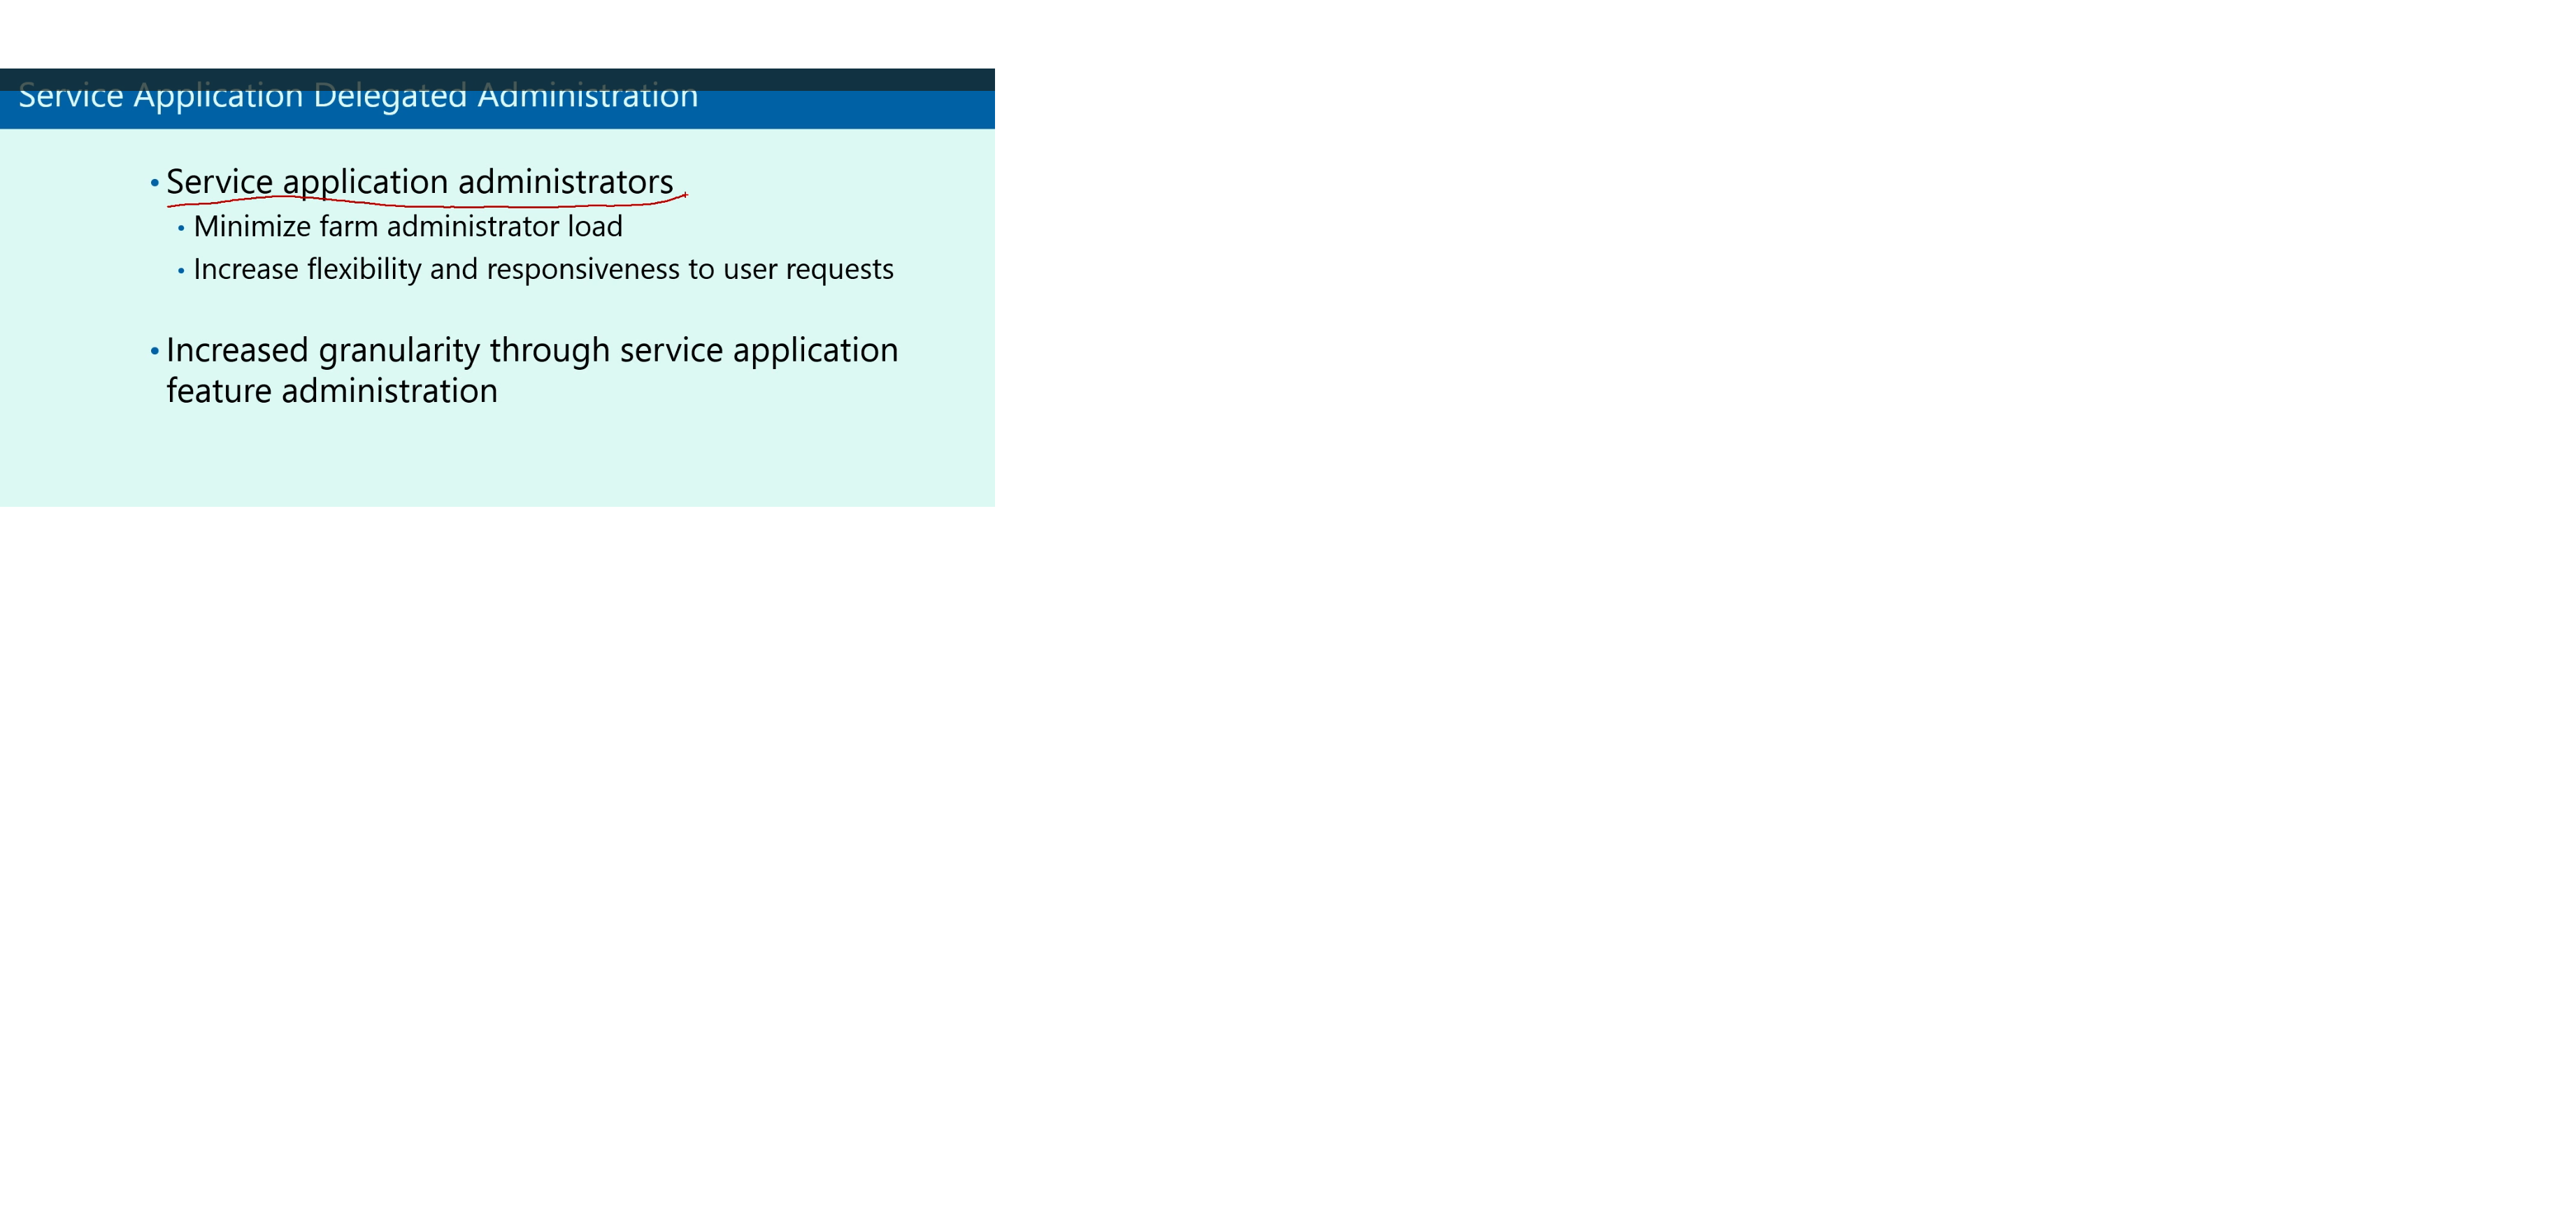 Service Application Delegated Administration
• Service application administrators
• Minimize farm administrator load
• Increase flexibility and responsiveness to user requests
• Increased granularity through service application
feature administration